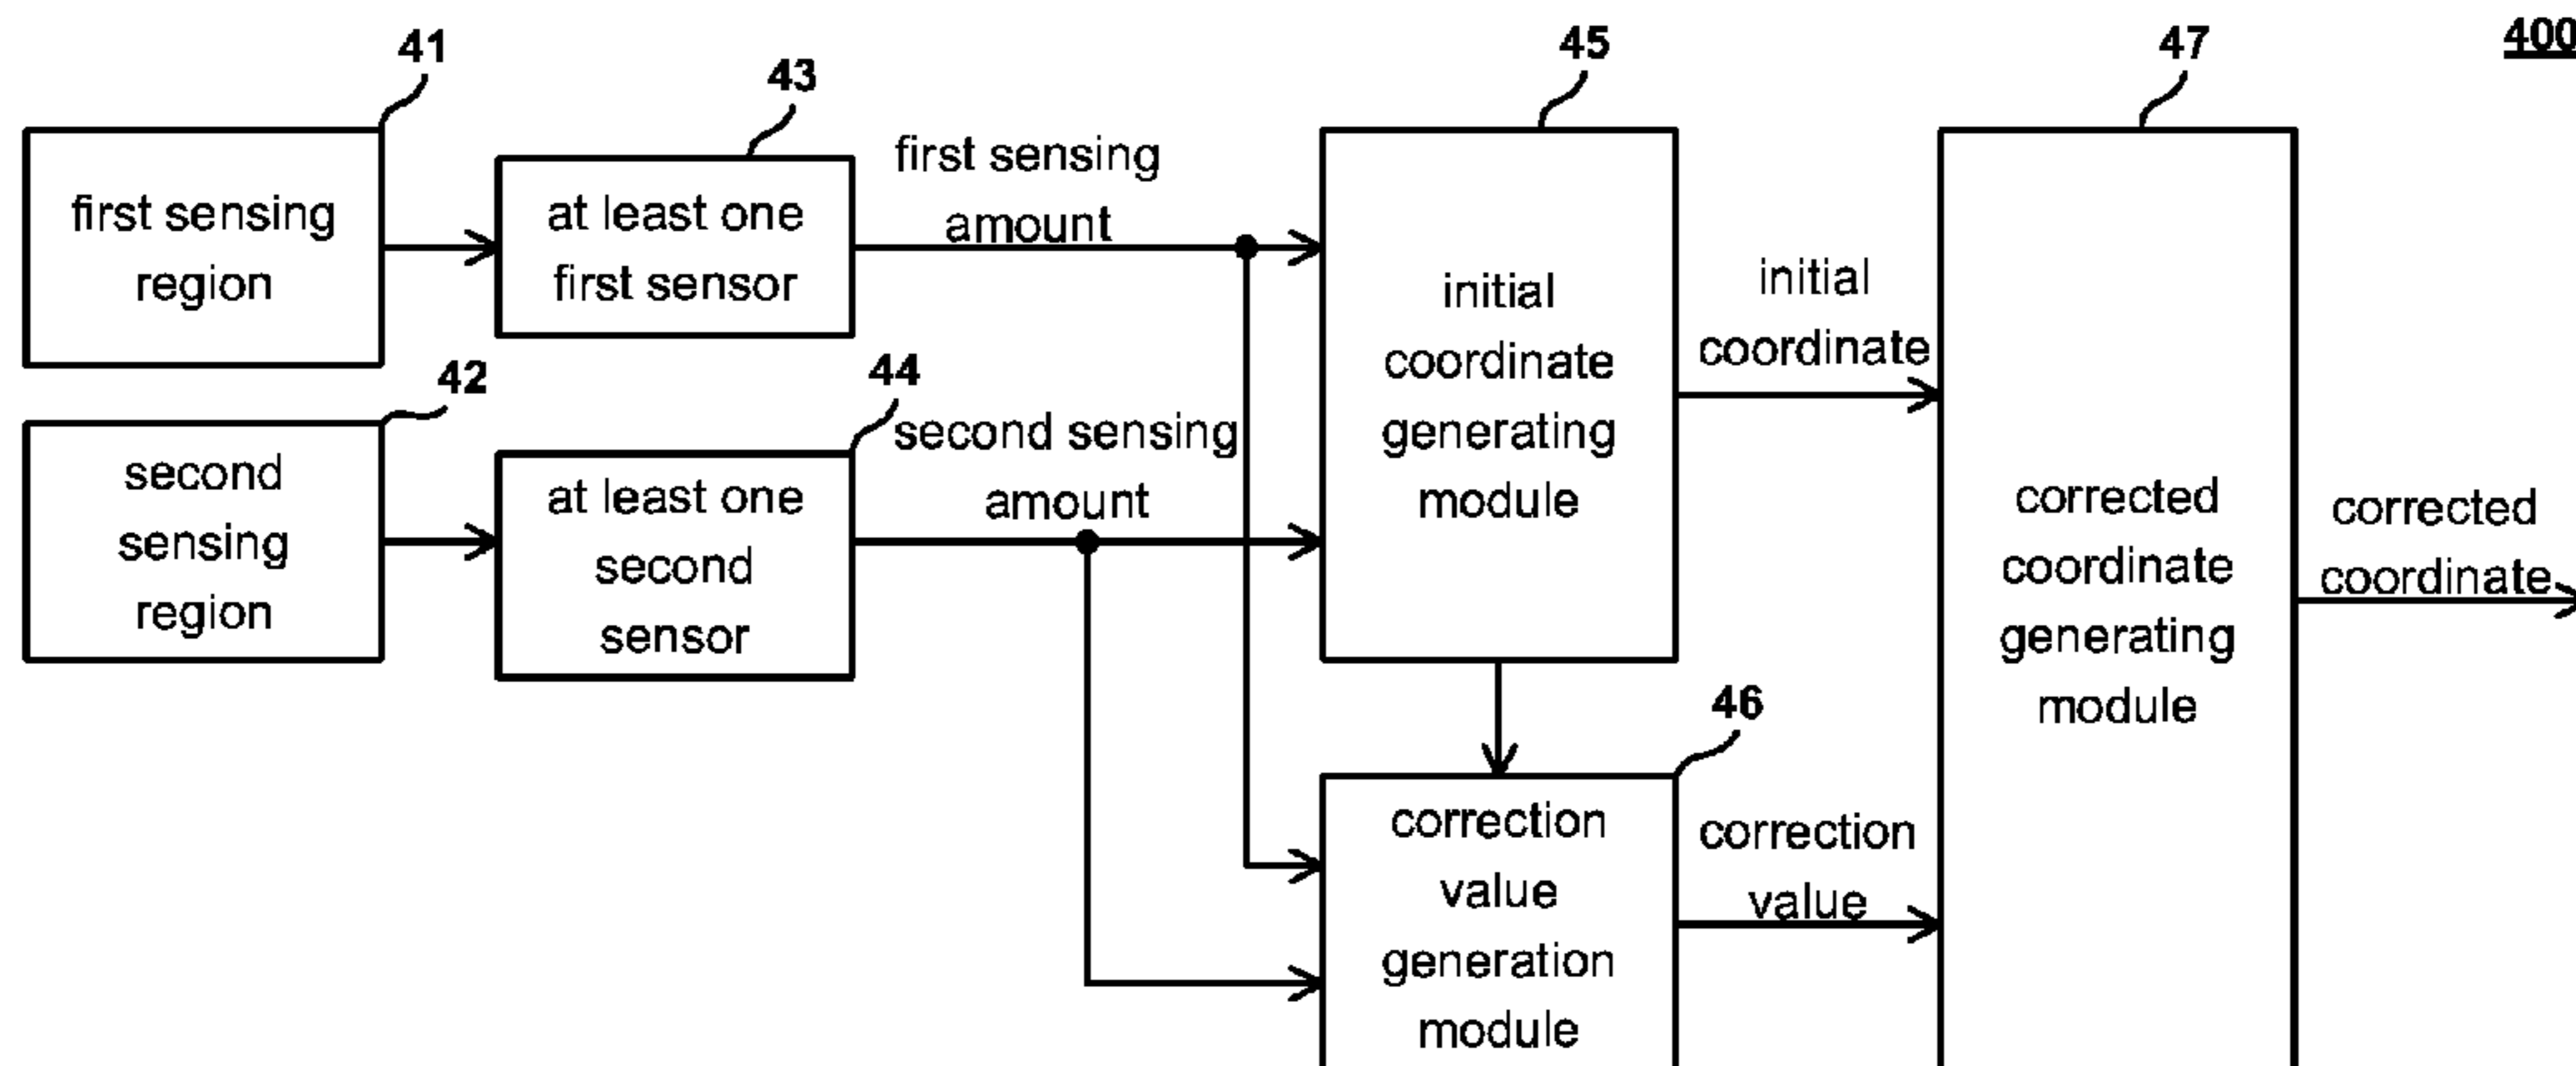 400
41
first sensing
region
43
at least one
first sensor
first sensing
amount
42
second
sensing
region
44
at least one
second
sensor
second sensing
amount
45
initial
coordinate
generating
module
initial
coordinate
46
correction
value
generation
module
correction
value
47
corrected
coordinate
generating
module
corrected
coordinate